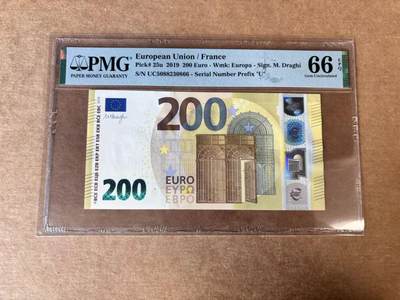 PMG
PAPER MONEY GUARANTY
European Union / France
Pick# 25u 2019 200 Euro - Wmk: Europa - Sign. M. Draghi
S/N UC5088230866 - Serial Number Prefix "U"
66 EPQ
Gem Uncirculated
200
200
EURO
ΕΥΡΩ
ЕВРО